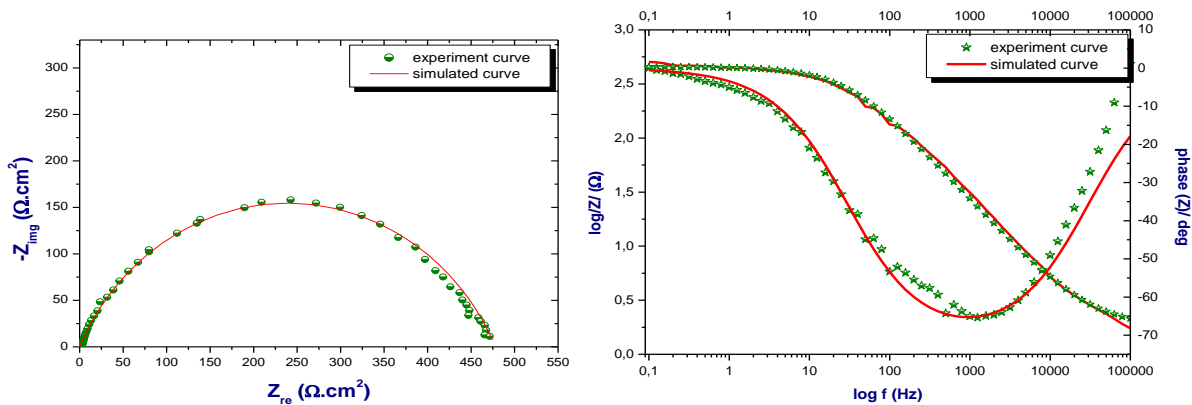 experiment curve
simulated curve
300
250
200
150
100
50
0
0 50 100 150 200 250 300 350 400 450 500 550
-Z_img (Ω.cm²)
Z_re (Ω.cm²)
0,1 1 10 100 1000 10000 100000
experiment curve
simulated curve
3,0
2,5
2,0
1,5
1,0
0,5
0,0
10
0
-10
-20
-30
-40
-50
-60
-70
0,1 1 10 100 1000 10000 100000
log/Z/ (Ω)
phase (Z)/ deg
log f (Hz)